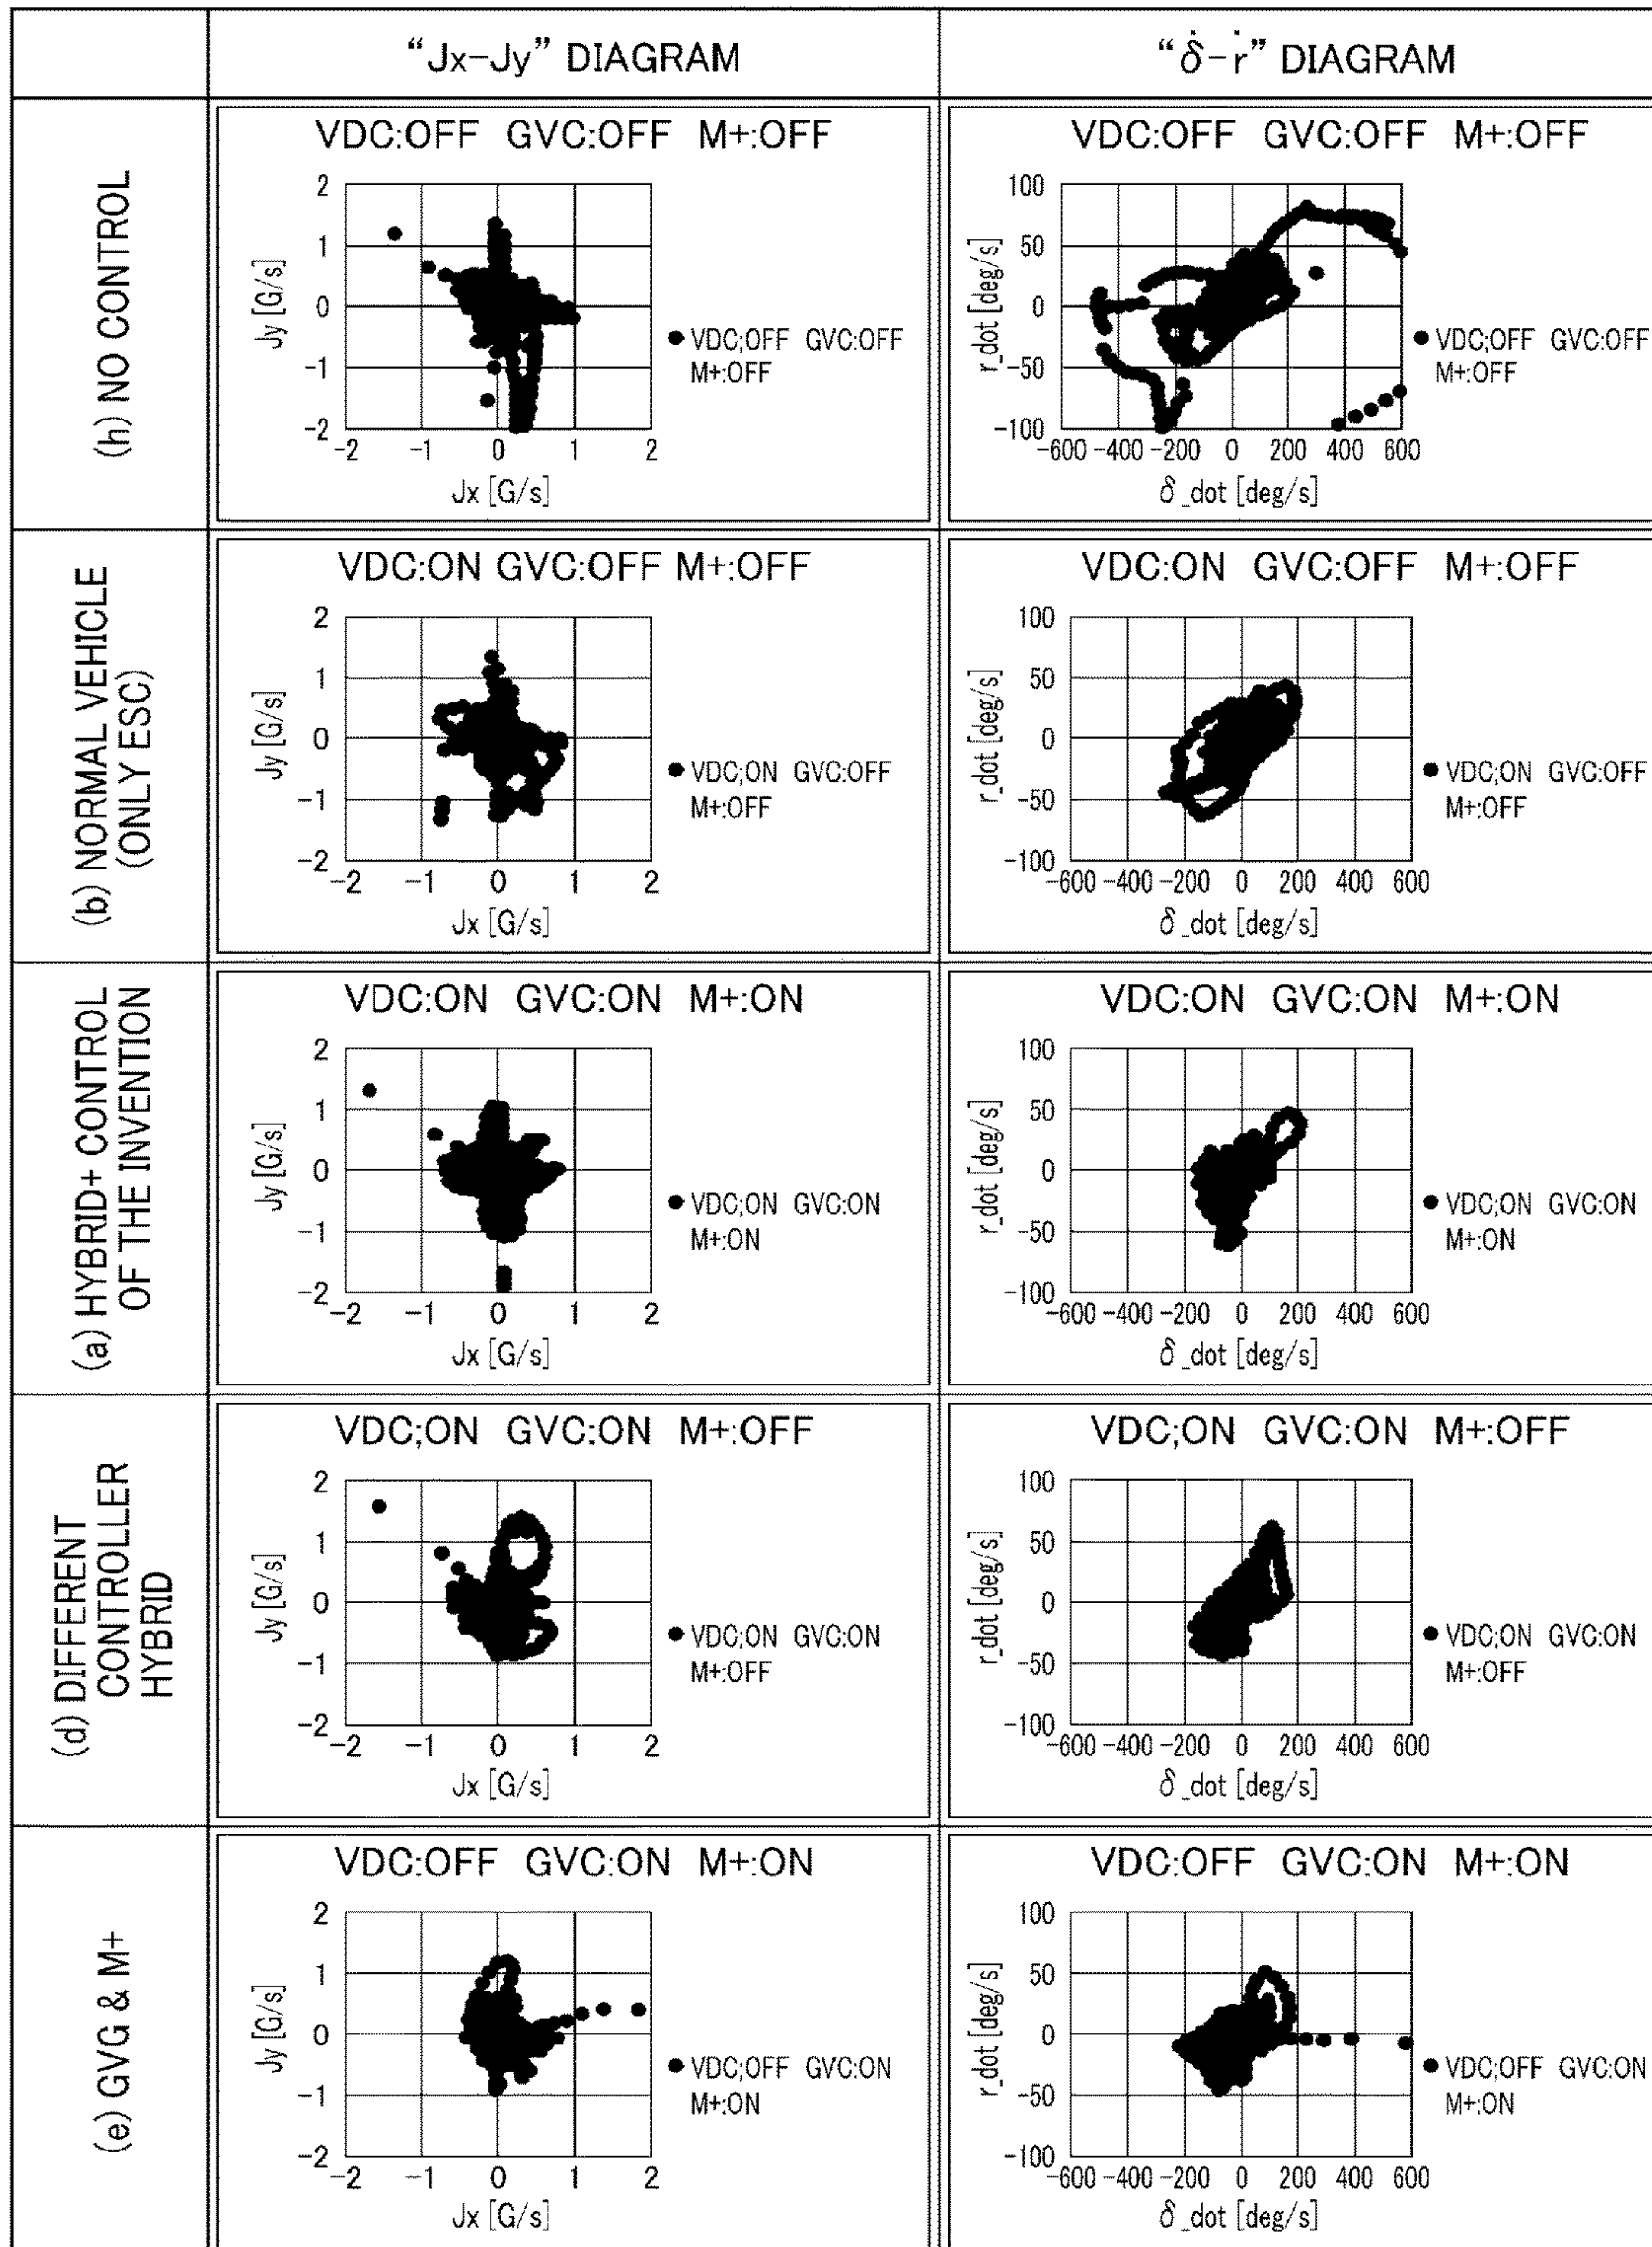 “Jx-Jy” DIAGRAM
“δ̇-ṙ” DIAGRAM
(h) NO CONTROL
VDC:OFF GVC:OFF M+:OFF
2
1
0
-1
-2
-2 -1 0 1 2
Jy [G/s]
Jx [G/s]
VDC;OFF GVC:OFF
M+:OFF
VDC:OFF GVC:OFF M+:OFF
100
50
0
-50
-100
-600 -400 -200 0 200 400 600
r_dot [deg/s]
δ_dot [deg/s]
VDC;OFF GVC:OFF
M+:OFF
(b) NORMAL VEHICLE
(ONLY ESC)
VDC:ON GVC:OFF M+:OFF
2
1
0
-1
-2
-2 -1 0 1 2
Jy [G/s]
Jx [G/s]
VDC;ON GVC:OFF
M+:OFF
VDC:ON GVC:OFF M+:OFF
100
50
0
-50
-100
-600 -400 -200 0 200 400 600
r_dot [deg/s]
δ_dot [deg/s]
VDC;ON GVC:OFF
M+:OFF
(a) HYBRID+ CONTROL
OF THE INVENTION
VDC:ON GVC:ON M+:ON
2
1
0
-1
-2
-2 -1 0 1 2
Jy [G/s]
Jx [G/s]
VDC;ON GVC:ON
M+:ON
VDC:ON GVC:ON M+:ON
100
50
0
-50
-100
-600 -400 -200 0 200 400 600
r_dot [deg/s]
δ_dot [deg/s]
VDC;ON GVC:ON
M+:ON
(d) DIFFERENT
CONTROLLER
HYBRID
VDC;ON GVC:ON M+:OFF
2
1
0
-1
-2
-2 -1 0 1 2
Jy [G/s]
Jx [G/s]
VDC;ON GVC:ON
M+:OFF
VDC;ON GVC:ON M+:OFF
100
50
0
-50
-100
-600 -400 -200 0 200 400 600
r_dot [deg/s]
δ_dot [deg/s]
VDC;ON GVC:ON
M+:OFF
(e) GVG & M+
VDC:OFF GVC:ON M+:ON
2
1
0
-1
-2
-2 -1 0 1 2
Jy [G/s]
Jx [G/s]
VDC;OFF GVC:ON
M+:ON
VDC:OFF GVC:ON M+:ON
100
50
0
-50
-100
-600 -400 -200 0 200 400 600
r_dot [deg/s]
δ_dot [deg/s]
VDC;OFF GVC:ON
M+:ON